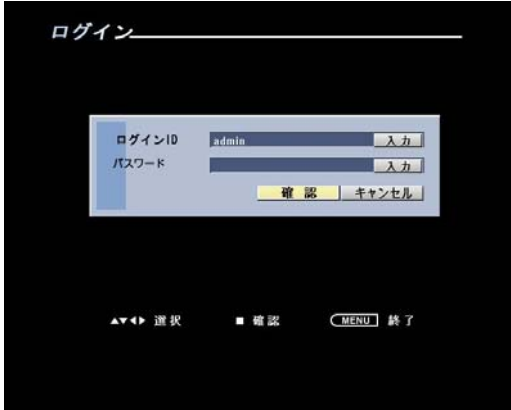 ログイン
ログインID admin 入力
パスワード 入力
確認 キャンセル
▲▼◀▶ 選択 ■ 確認 MENU 終了